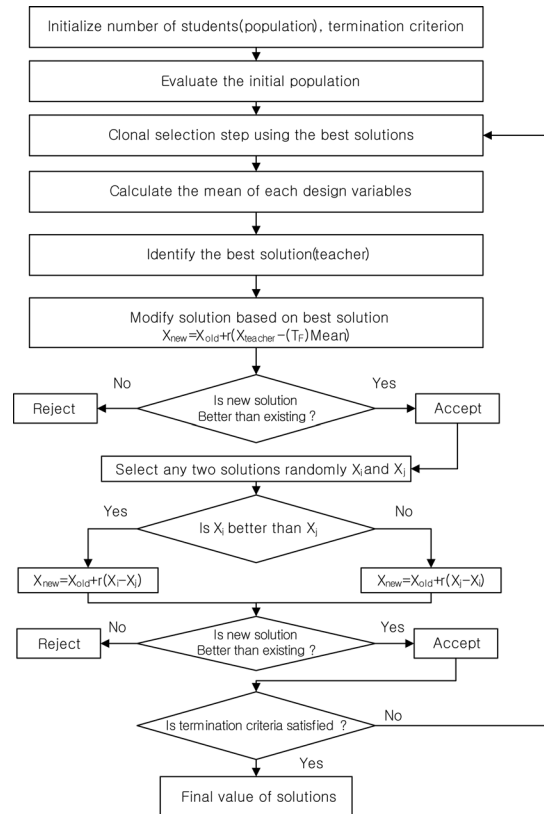 Initialize number of students(population), termination criterion
Evaluate the initial population
Clonal selection step using the best solutions
Calculate the mean of each design variables
Identify the best solution(teacher)
Modify solution based on best solution
Xnew=Xold+r(Xteacher-(TF)Mean)
No
Is new solution
Better than existing ?
Yes
Reject
Accept
Select any two solutions randomly Xi and Xj
Yes
Is Xi better than Xj
No
Xnew=Xold+r(Xi-Xj)
Xnew=Xold+r(Xj-Xi)
No
Is new solution
Better than existing ?
Yes
Reject
Accept
Is termination criteria satisfied ?
No
Yes
Final value of solutions